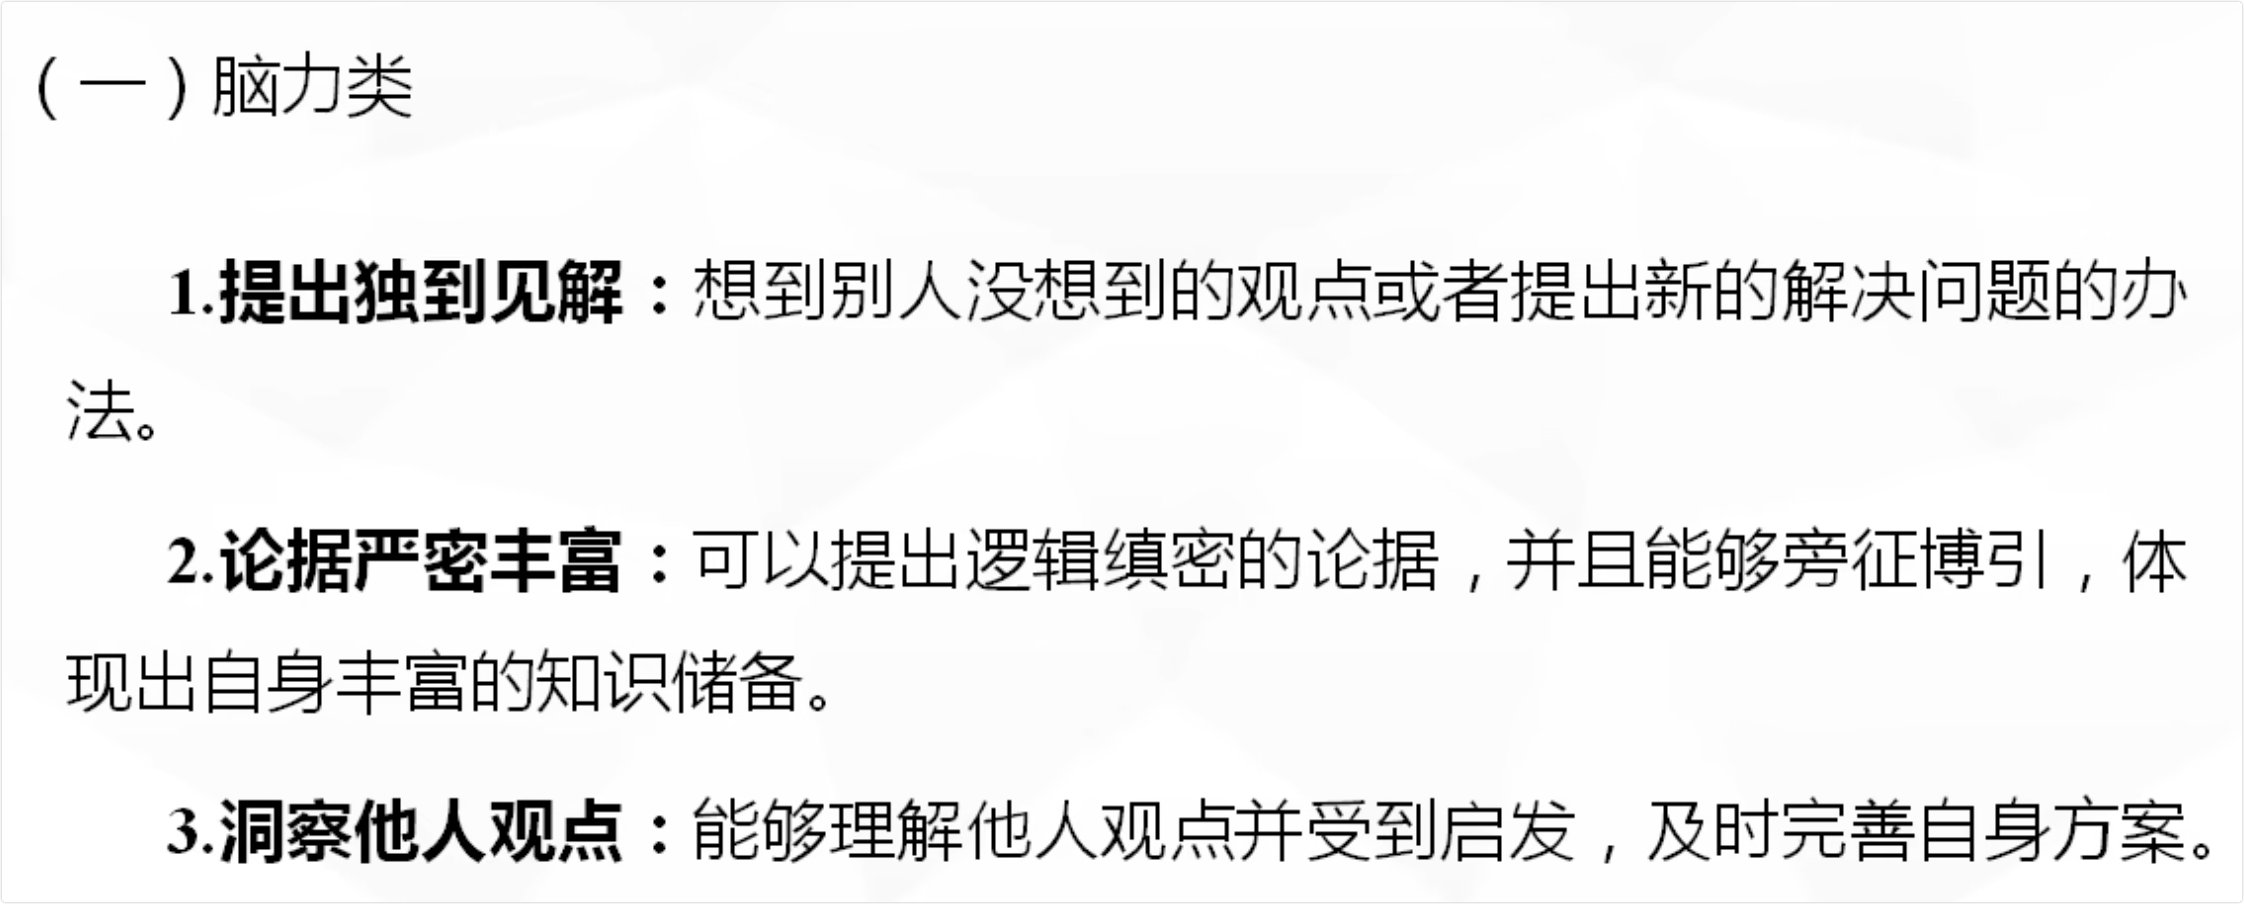 （一）脑力类
1.提出独到见解：想到别人没想到的观点或者提出新的解决问题的办
法。
2.论据严密丰富：可以提出逻辑缜密的论据，并且能够旁征博引，体
现出自身丰富的知识储备。
3.洞察他人观点：能够理解他人观点并受到启发，及时完善自身方案。